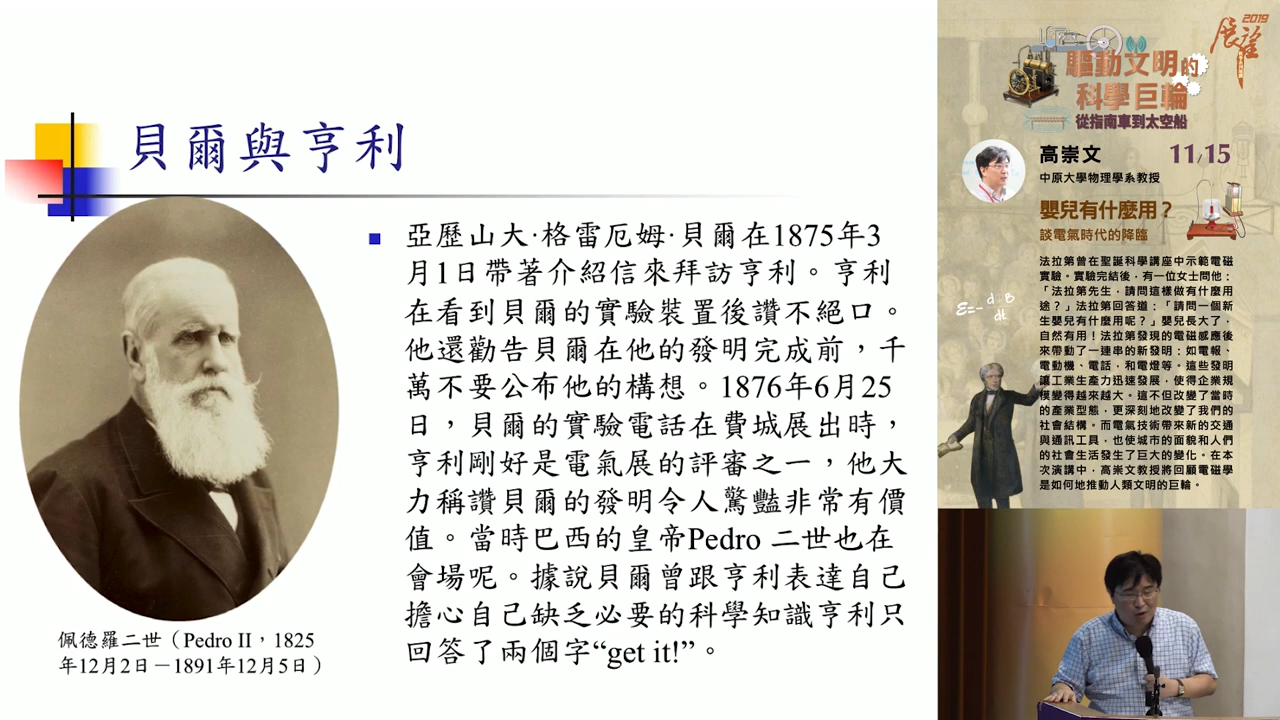 貝爾與亨利
亞歷山大·格雷厄姆·貝爾在1875年3
月1日帶著介紹信來拜訪亨利。亨利
在看到貝爾的實驗裝置後讚不絕口。
他還勸告貝爾在他的發明完成前，千
萬不要公布他的構想。1876年6月25
日，貝爾的實驗電話在費城展出時，
亨利剛好是電氣展的評審之一，他大
力稱讚貝爾的發明令人驚豔非常有價
值。當時巴西的皇帝Pedro 二世也在
會場呢。據說貝爾曾跟亨利表達自己
擔心自己缺乏必要的科學知識亨利只
回答了兩個字“get it!”。
佩德羅二世（Pedro II，1825
年12月2日－1891年12月5日）
2019
展望
驅動文明的
科學巨輪
從指南車到太空船
高崇文
11/15
中原大學物理學系教授
嬰兒有什麼用？
談電氣時代的降臨
法拉第曾在聖誕科學講座中示範電磁
實驗。實驗完結後，有一位女士問他：
「法拉第先生，請問這樣做有什麼用
途？」法拉第回答道：「請問一個新
生嬰兒有什麼用呢？」嬰兒長大了，
自然有用！法拉第發現的電磁感應後
來帶動了一連串的新發明：如電報、
電動機、電話，和電燈等。這些發明
讓工業生產力迅速發展，使得企業規
模變得越來越大。這不但改變了當時
的產業型態，更深刻地改變了我們的
社會結構。而電氣技術帶來新的交通
與通訊工具，也使城市的面貌和人們
的社會生活發生了巨大的變化。在本
次演講中，高崇文教授將回顧電磁學
是如何地推動人類文明的巨輪。